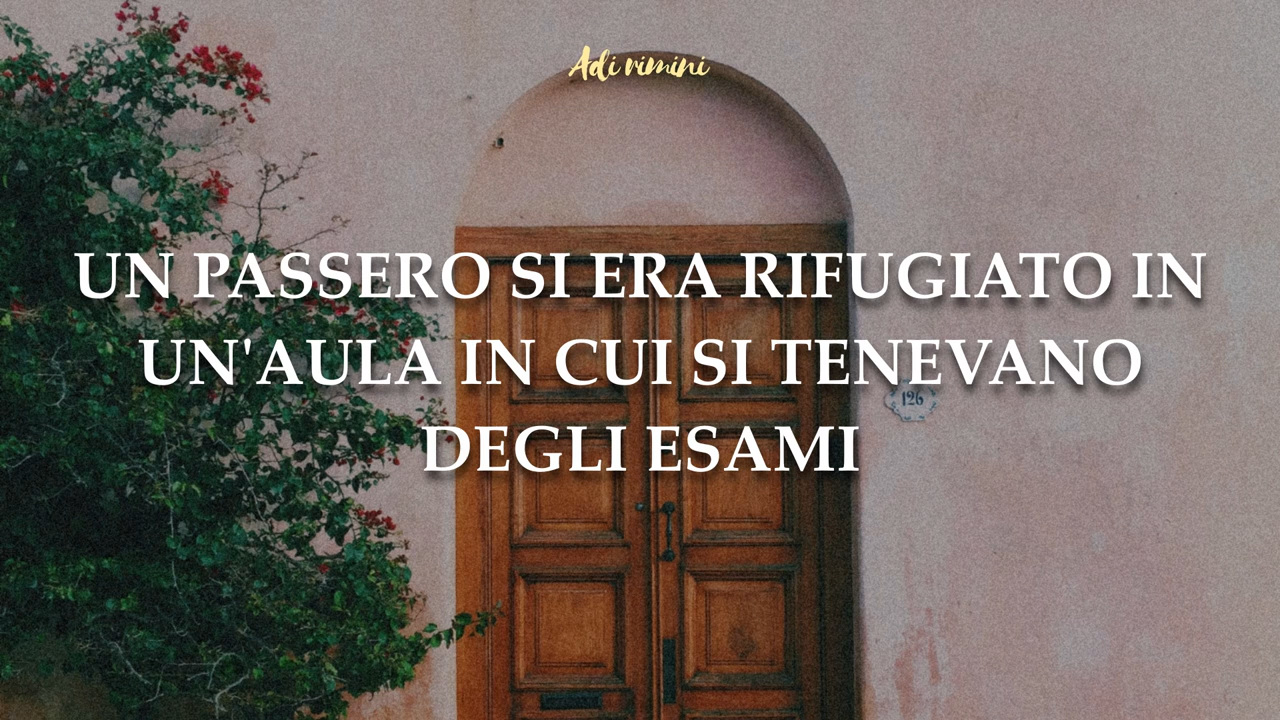 Adi rimini
UN PASSERO SI ERA RIFUGIATO IN
UN'AULA IN CUI SI TENEVANO
126
DEGLI ESAMI